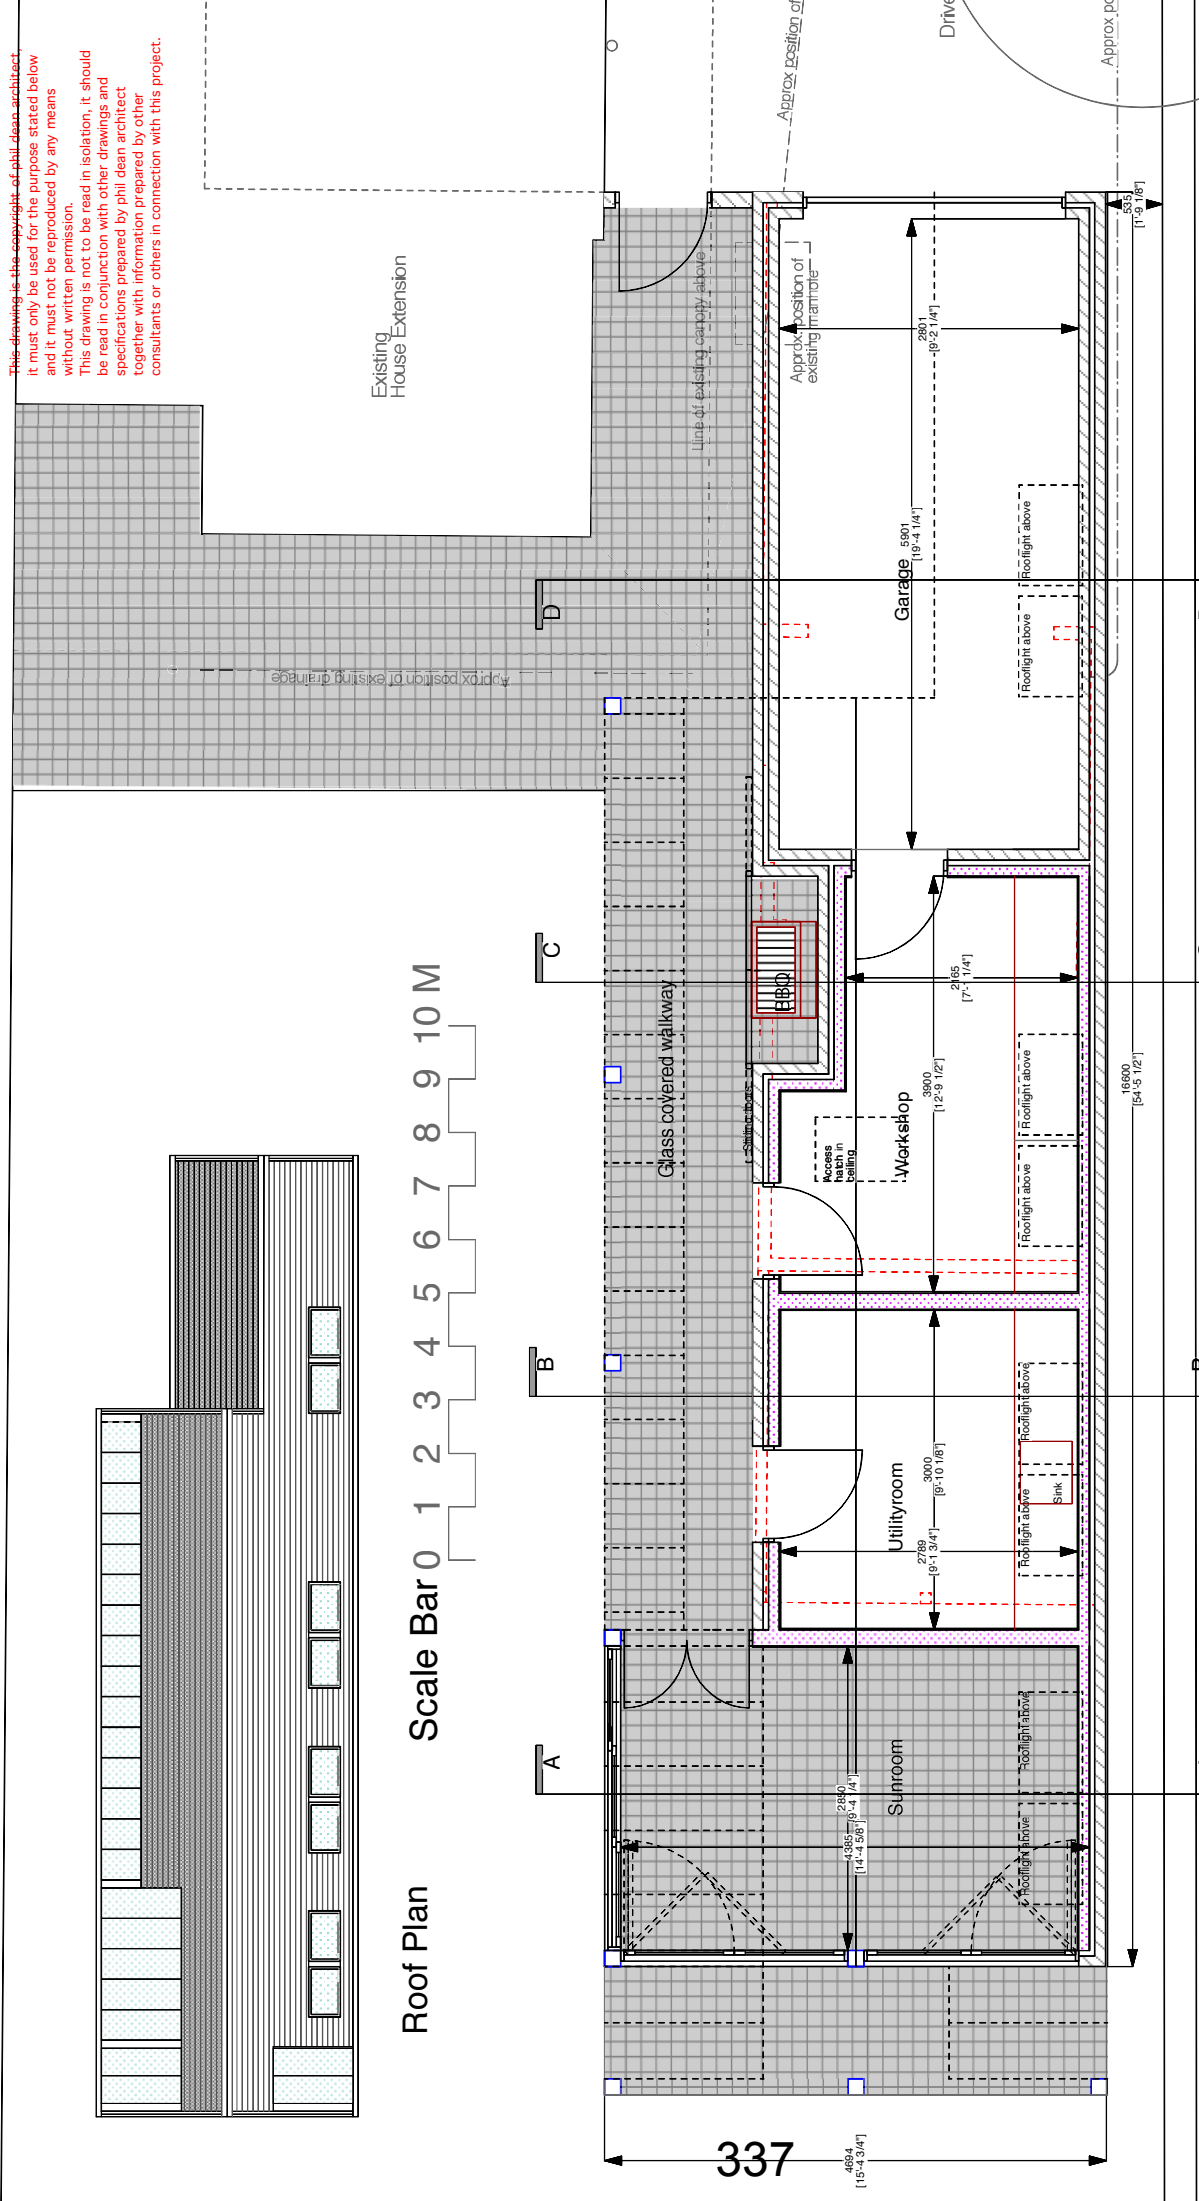 This drawing is the copyright of phil dean architect,
it must only be used for the purpose stated below
and it must not be reproduced by any means
without written permission.
This drawing is not to be read in isolation, it should
be read in conjunction with other drawings and
specifications prepared by phil dean architect
together with information prepared by other
consultants or others in connection with this project.
Existing
House Extension
Approx position of existing drainage
Line of existing canopy above
Approx. position of
existing manhole
Approx position of
Drive
Approx po
535
[1'-9 1/8"]
2801
[9'-2 1/4"]
Garage
5901
[19'-4 1/4"]
Rooflight above
Rooflight above
D
C
B
A
Glass covered walkway
BBQ
Sliding doors
2165
[7'-1 1/4"]
3900
[12'-9 1/2"]
Access
hatch in
ceiling
Workshop
Rooflight above
Rooflight above
16600
[54'-5 1/2"]
Utilityroom
3000
[9'-10 1/8"]
2789
[9'-1 3/4"]
Rooflight above
Rooflight above
Sink
Sunroom
2850
[9'-4 1/4"]
4385
[14'-4 5/8"]
Rooflight above
Rooflight above
4694
[15'-4 3/4"]
337
Roof Plan
Scale Bar
0 1 2 3 4 5 6 7 8 9 10 M